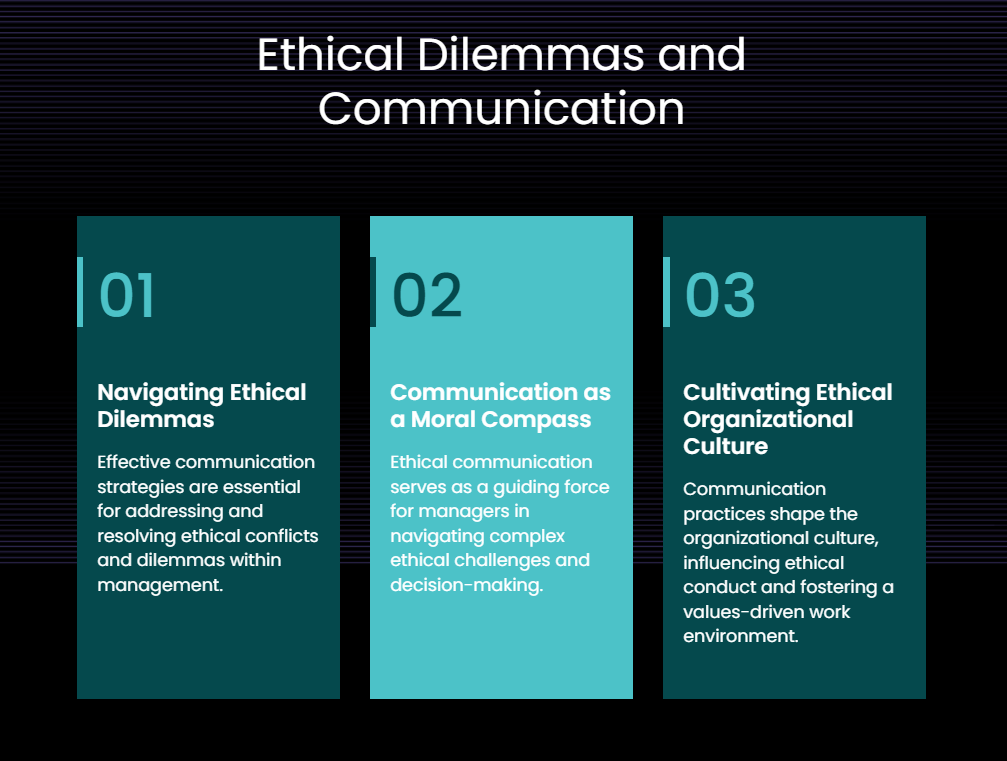 Ethical Dilemmas and
Communication
01
Navigating Ethical
Dilemmas
Effective communication
strategies are essential
for addressing and
resolving ethical conflicts
and dilemmas within
management.
02
Communication as
a Moral Compass
Ethical communication
serves as a guiding force
for managers in
navigating complex
ethical challenges and
decision-making.
03
Cultivating Ethical
Organizational
Culture
Communication
practices shape the
organizational culture,
influencing ethical
conduct and fostering a
values-driven work
environment.